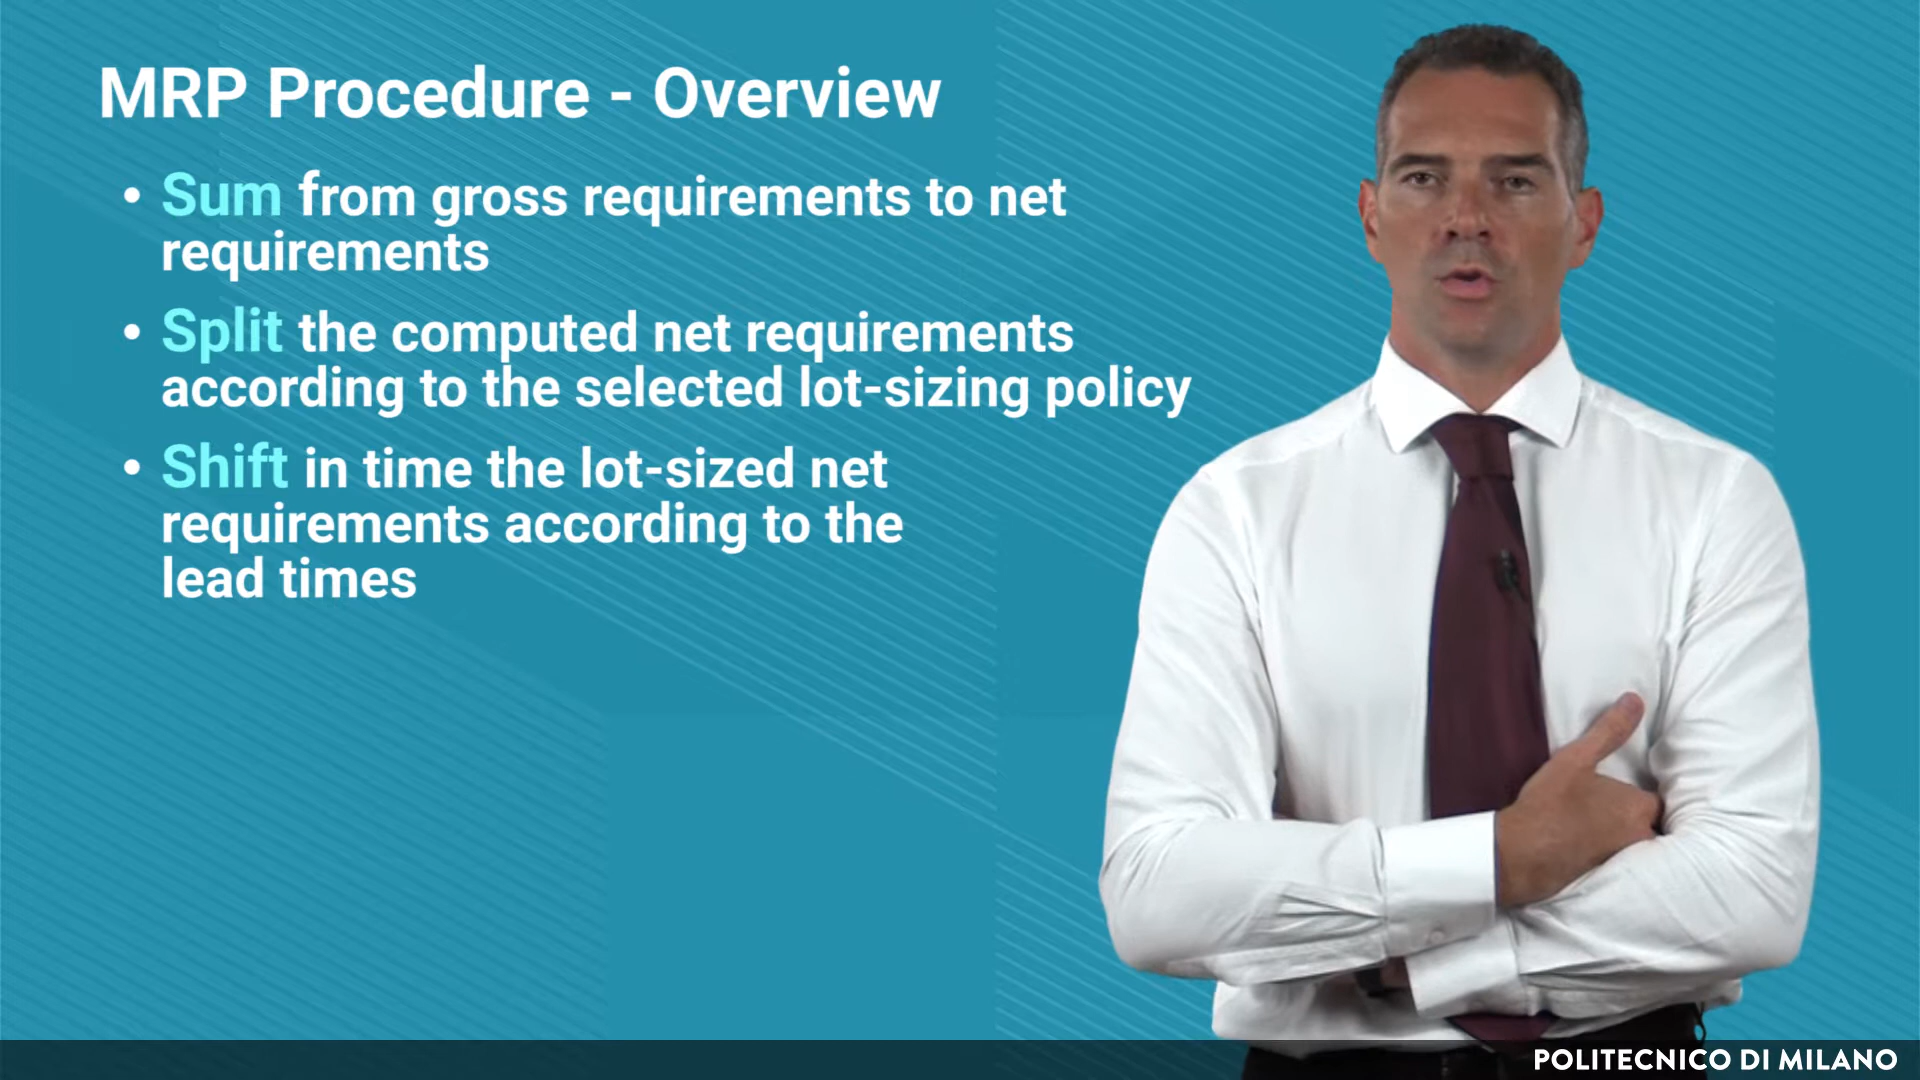 MRP Procedure - Overview
• Sum from gross requirements to net
requirements
• Split the computed net requirements
according to the selected lot-sizing policy
• Shift in time the lot-sized net
requirements according to the
lead times
POLITECNICO DI MILANO